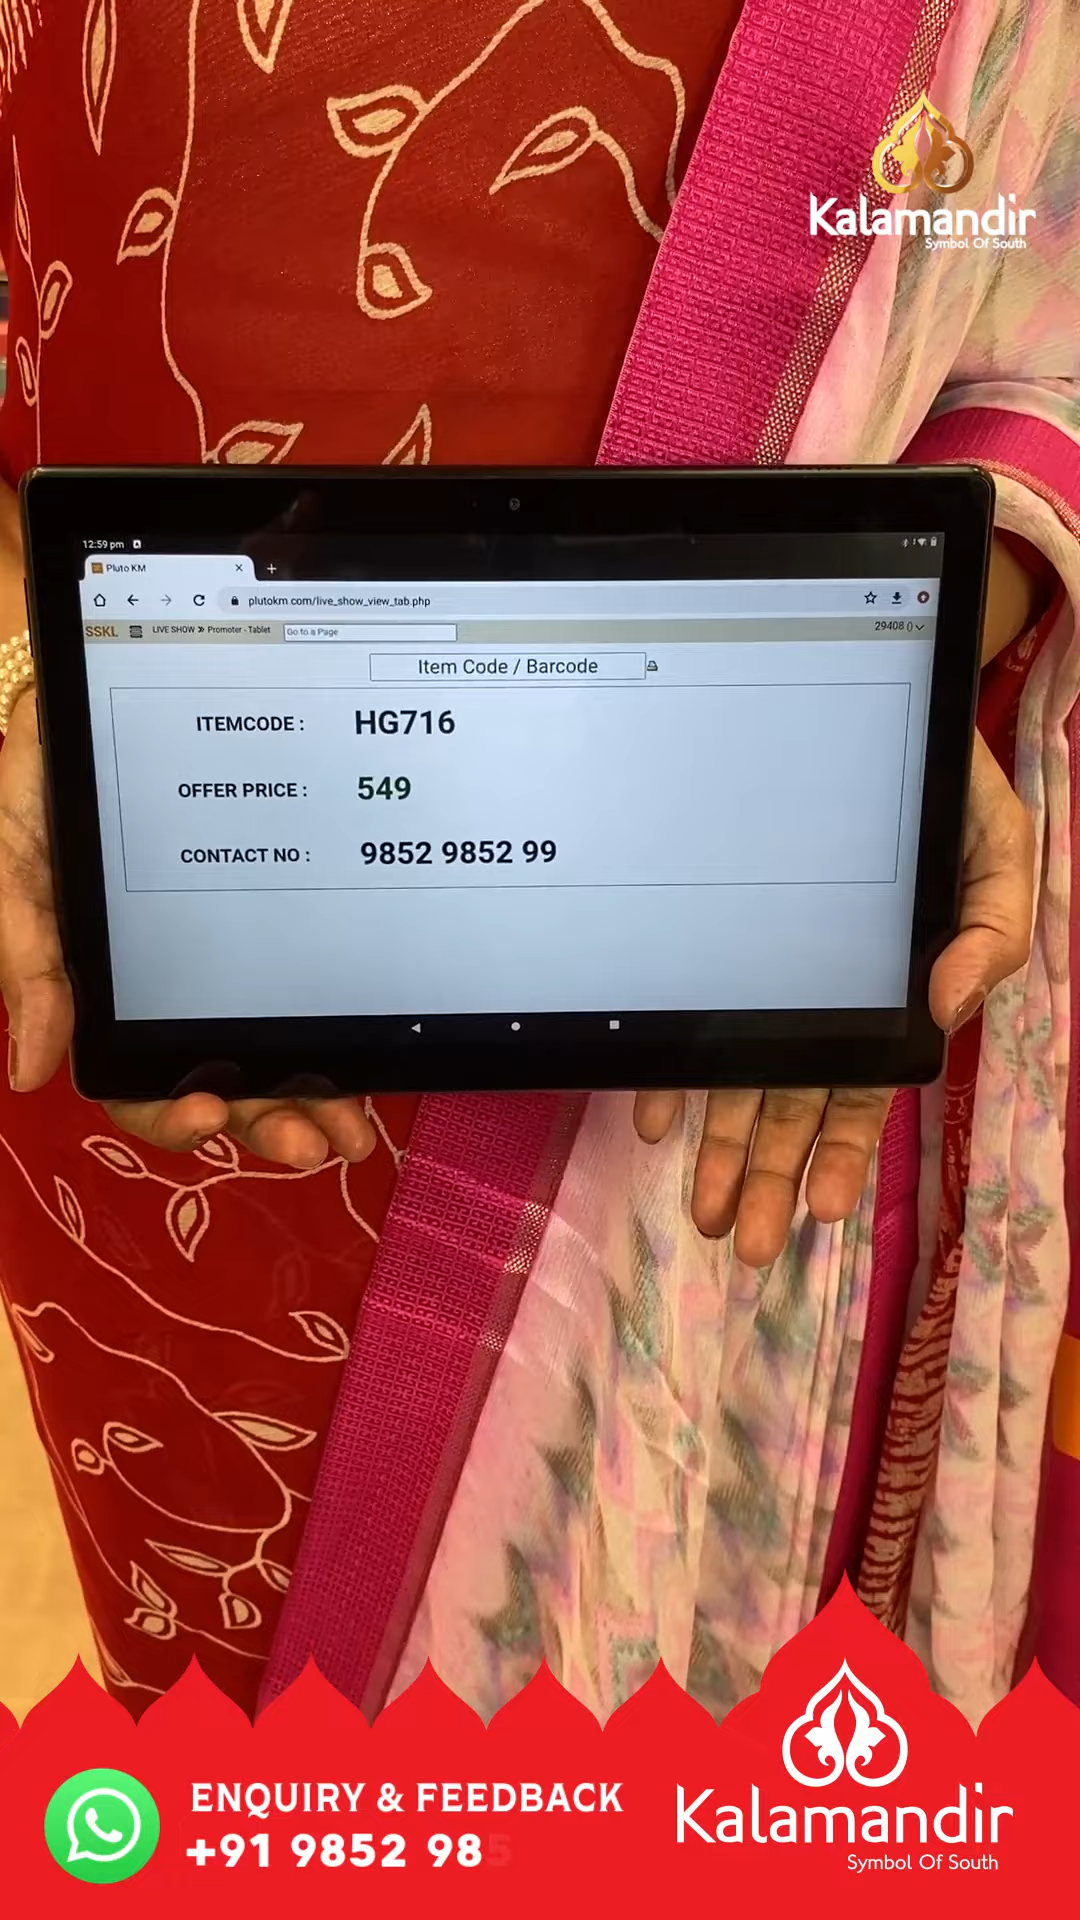 Kalamandir
Symbol Of South
12:59 pm
Pluto KM
plutokm.com/live_show_view_tab.php
SSKL
LIVE SHOW » Promoter - Tablet
Go to a Page
29408 ()
Item Code / Barcode
ITEMCODE : HG716
OFFER PRICE : 549
CONTACT NO : 9852 9852 99
ENQUIRY & FEEDBACK
+91 9852 985
Kalamandir
Symbol Of South